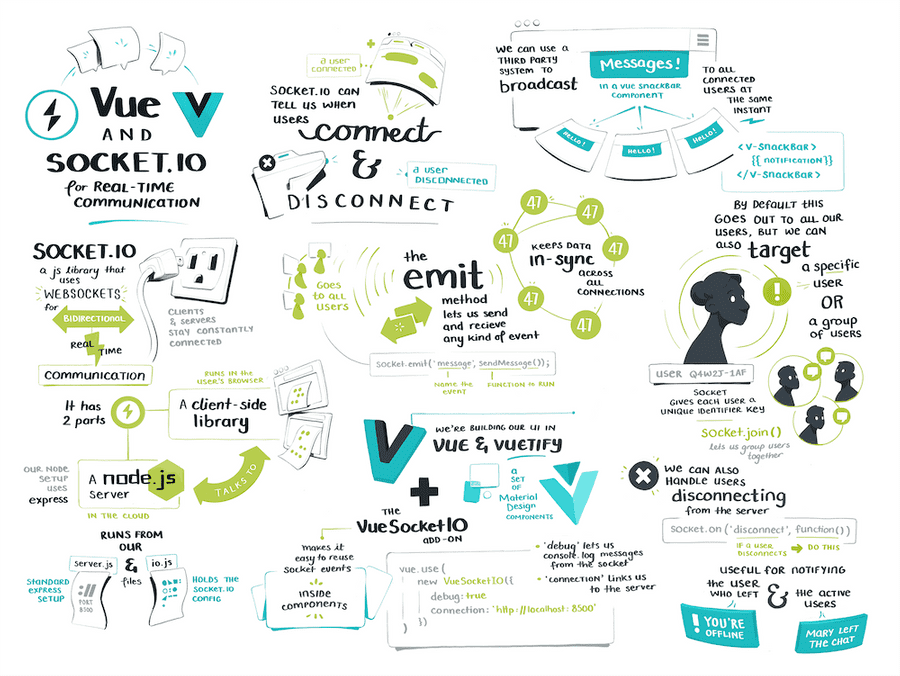 Vue
AND
SOCKET.IO
for REAL-TIME
COMMUNICATION
SOCKET.IO
a js library that
uses
WEBSOCKETS
for
BIDIRECTIONAL
REAL
TIME
COMMUNICATION
CLIENTS
& SERVERS
STAY CONSTANTLY
CONNECTED
It has
2 parts
RUNS IN THE
USER'S BROWSER
A client-side
library
OUR NODE
SETUP
USES
express
A node.js
SERVER
IN THE CLOUD
TALKS TO
RUNS FROM
OUR
server.js
&
io.js
files
STANDARD
EXPRESS
SETUP
://
PORT
8500
HOLDS THE
SOCKET.IO
CONFIG
a user
CONNECTED
SOCKET.IO CAN
TELL US WHEN
USERS
connect
&
a user
DISCONNECTED
DISCONNECT
GOES
to all
USERS
the
emit
method
lets us send
and recieve
any kind of event
socket.emit('message', sendMessage());
NAME THE
EVENT
FUNCTION TO RUN
47
47
47
47
47
47
KEEPS DATA
in-sync
ACROSS
ALL
CONNECTIONS
WE'RE BUILDING OUR UI IN
VUE & VUETIFY
a
SET
OF
Material
Design
COMPONENTS
+
THE
VueSocketIO
ADD-ON
makes it
easy to reuse
socket events
inside
components
vue.use(
new VueSocketIO({
debug: true
connection: 'http://localhost:8500'
})
)
• 'debug' lets us
console.log messages
from the socket
• 'connection' links us
to the server
WE CAN USE A
THIRD PARTY
SYSTEM TO
broadcast
Messages!
IN A VUE SNACKBAR
COMPONENT
TO ALL
CONNECTED
USERS AT
THE SAME
INSTANT
HELLO!
HELLO!
HELLO!
<V-SNACKBAR>
{{ NOTIFICATION }}
</V-SNACKBAR>
BY DEFAULT THIS
GOES OUT TO ALL OUR
USERS, BUT WE CAN
ALSO target
a specific
user
OR
a group
of users
!
USER Q4W2J-1AF
SOCKET
GIVES EACH USER A
UNIQUE IDENTIFIER KEY
SOCKET.join()
lets us group users
together
WE CAN ALSO
HANDLE USERS
disconnecting
from the server
socket.on('disconnect', function())
IF A USER
DISCONNECTS
DO THIS
USEFUL FOR NOTIFYING
THE USER
WHO LEFT
&
THE ACTIVE
USERS
! YOU'RE
OFFLINE
MARY LEFT
THE CHAT